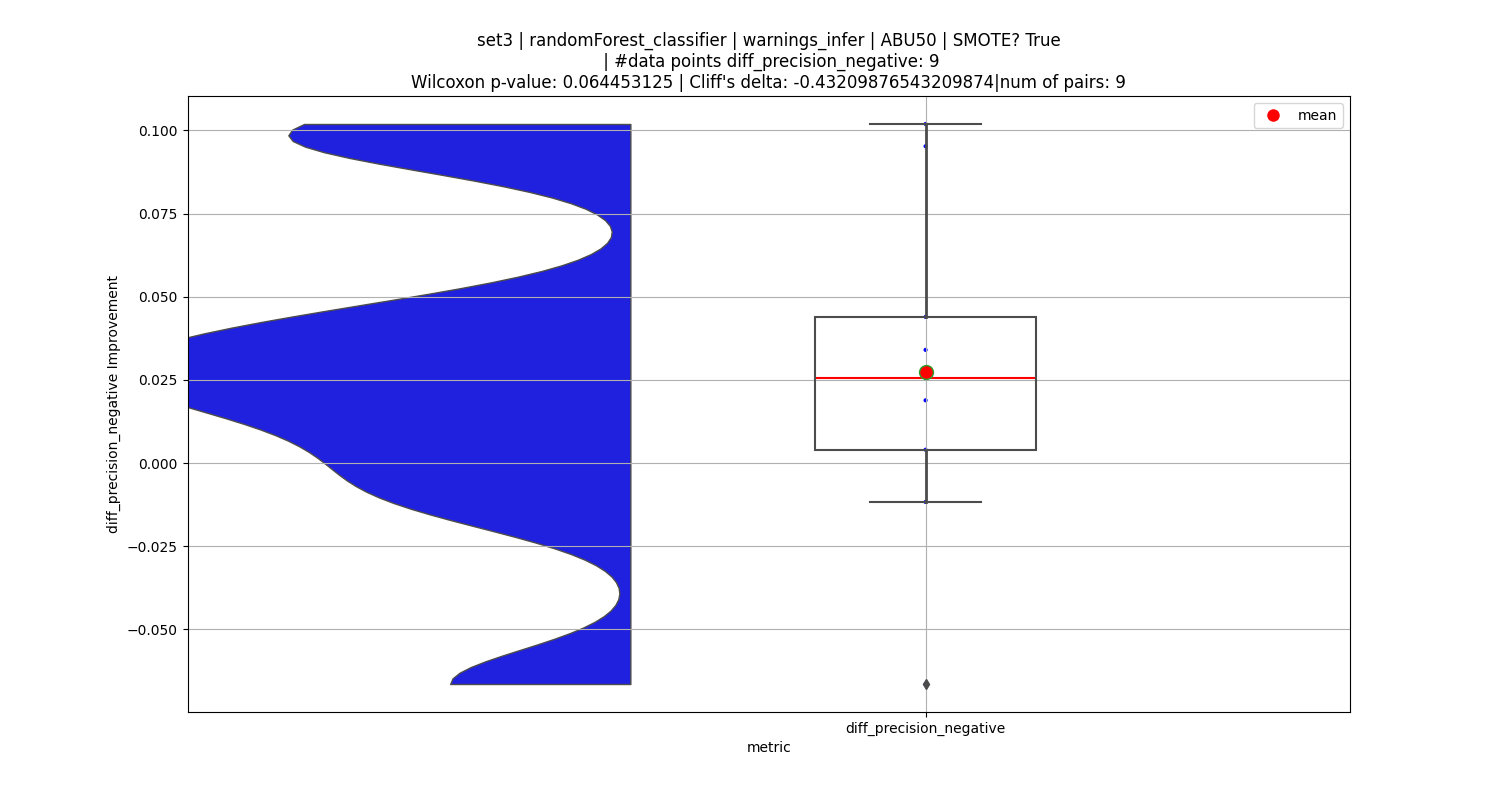 set3 | randomForest_classifier | warnings_infer | ABU50 | SMOTE? True
| #data points diff_precision_negative: 9
Wilcoxon p-value: 0.064453125 | Cliff's delta: -0.43209876543209874|num of pairs: 9
mean
0.100
0.075
0.050
0.025
0.000
−0.025
−0.050
diff_precision_negative Improvement
diff_precision_negative
metric